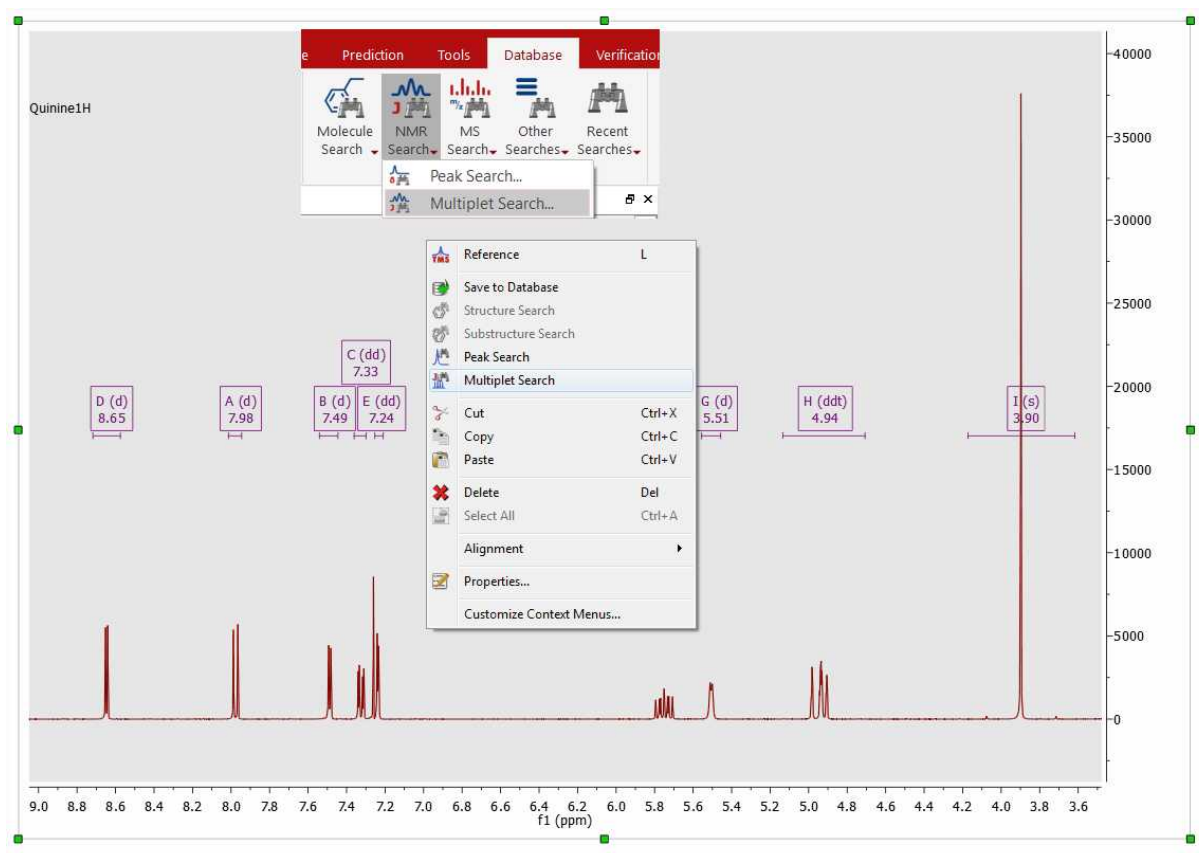 e Prediction Tools Database Verification
Molecule Search NMR Search MS Search Other Searches Recent Searches
Peak Search...
Multiplet Search...
Quinine1H
Reference L
Save to Database
Structure Search
Substructure Search
Peak Search
Multiplet Search
Cut Ctrl+X
Copy Ctrl+C
Paste Ctrl+V
Delete Del
Select All Ctrl+A
Alignment
Properties...
Customize Context Menus...
C (dd)
7.33
D (d)
8.65
A (d)
7.98
B (d)
7.49
E (dd)
7.24
G (d)
5.51
H (ddt)
4.94
I (s)
3.90
40000
35000
30000
25000
20000
15000
10000
5000
0
9.0 8.8 8.6 8.4 8.2 8.0 7.8 7.6 7.4 7.2 7.0 6.8 6.6 6.4 6.2 6.0 5.8 5.6 5.4 5.2 5.0 4.8 4.6 4.4 4.2 4.0 3.8 3.6
f1 (ppm)